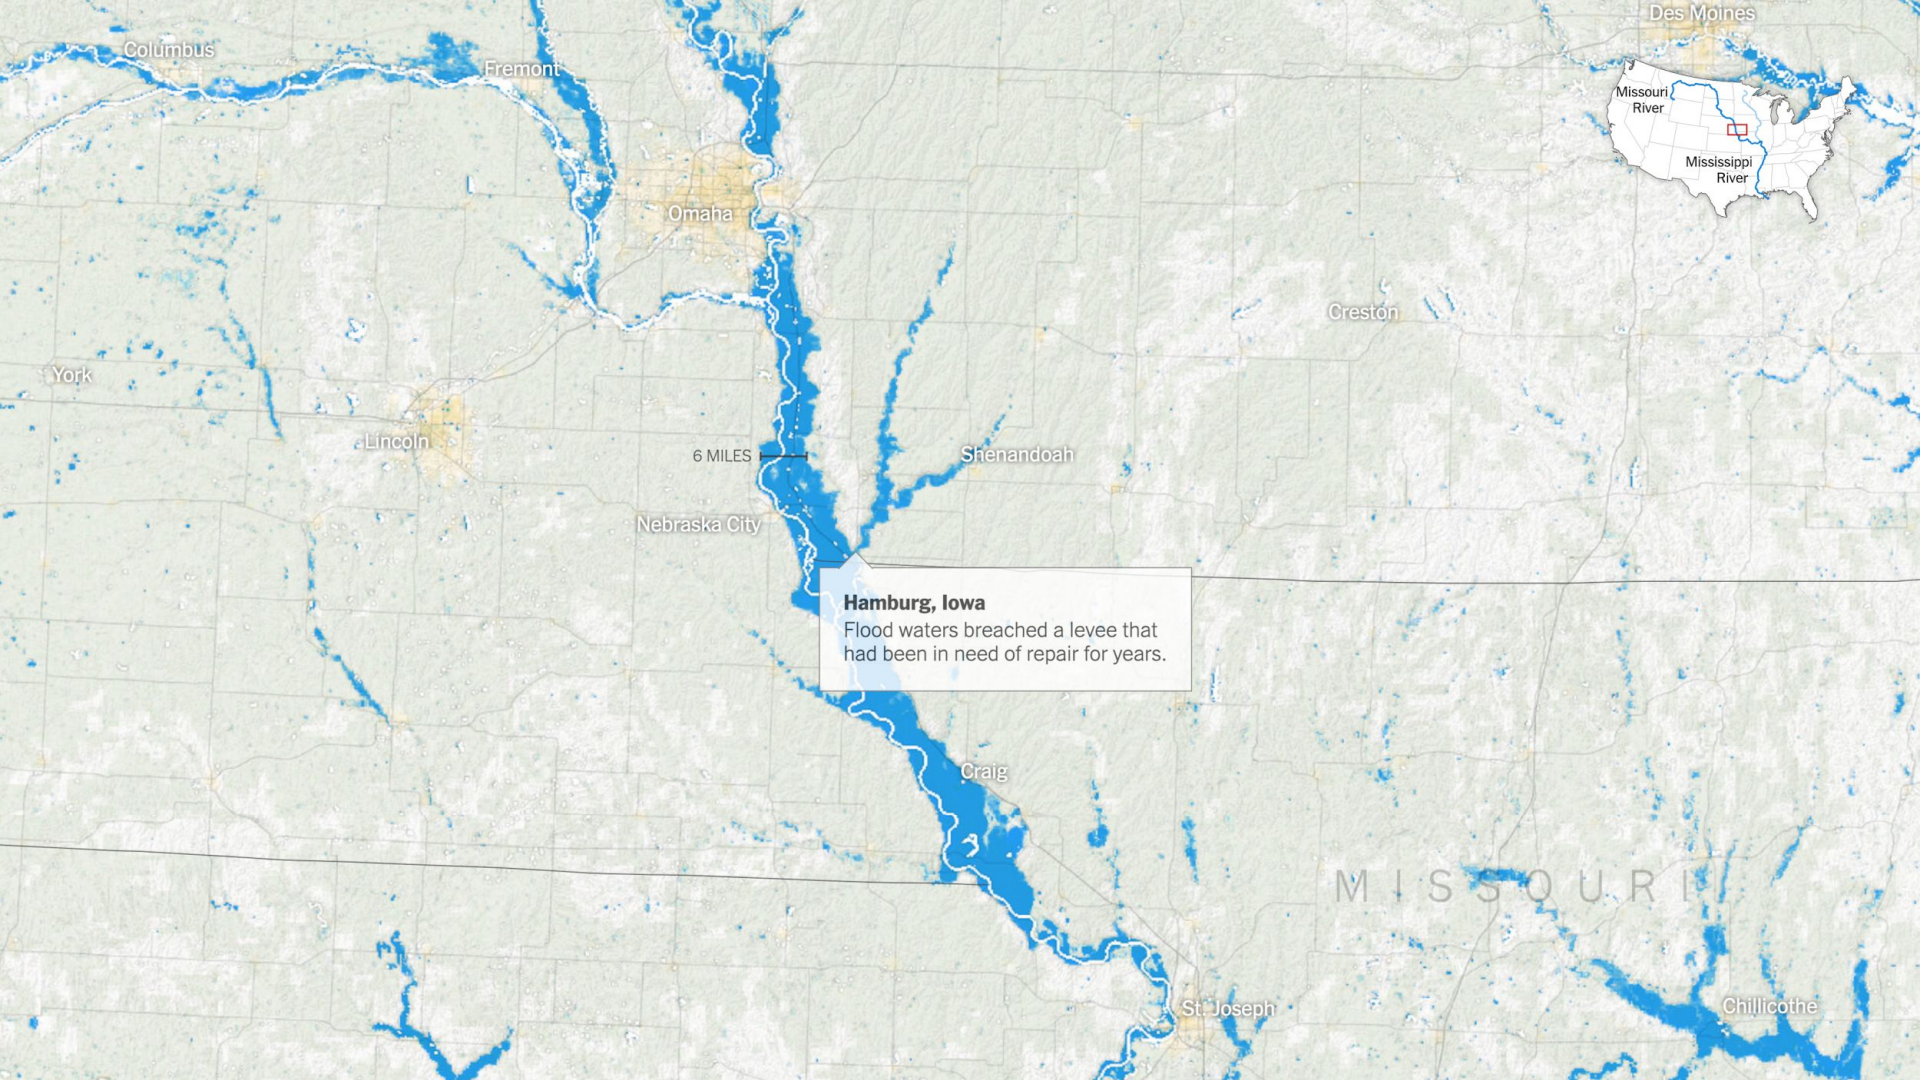 Des Moines
Columbus
Fremont
Missouri
River
Mississippi
River
Omaha
Creston
York
Lincoln
6 MILES
Shenandoah
Nebraska City
Hamburg, Iowa
Flood waters breached a levee that
had been in need of repair for years.
Craig
MISSOURI
St. Joseph
Chillicothe